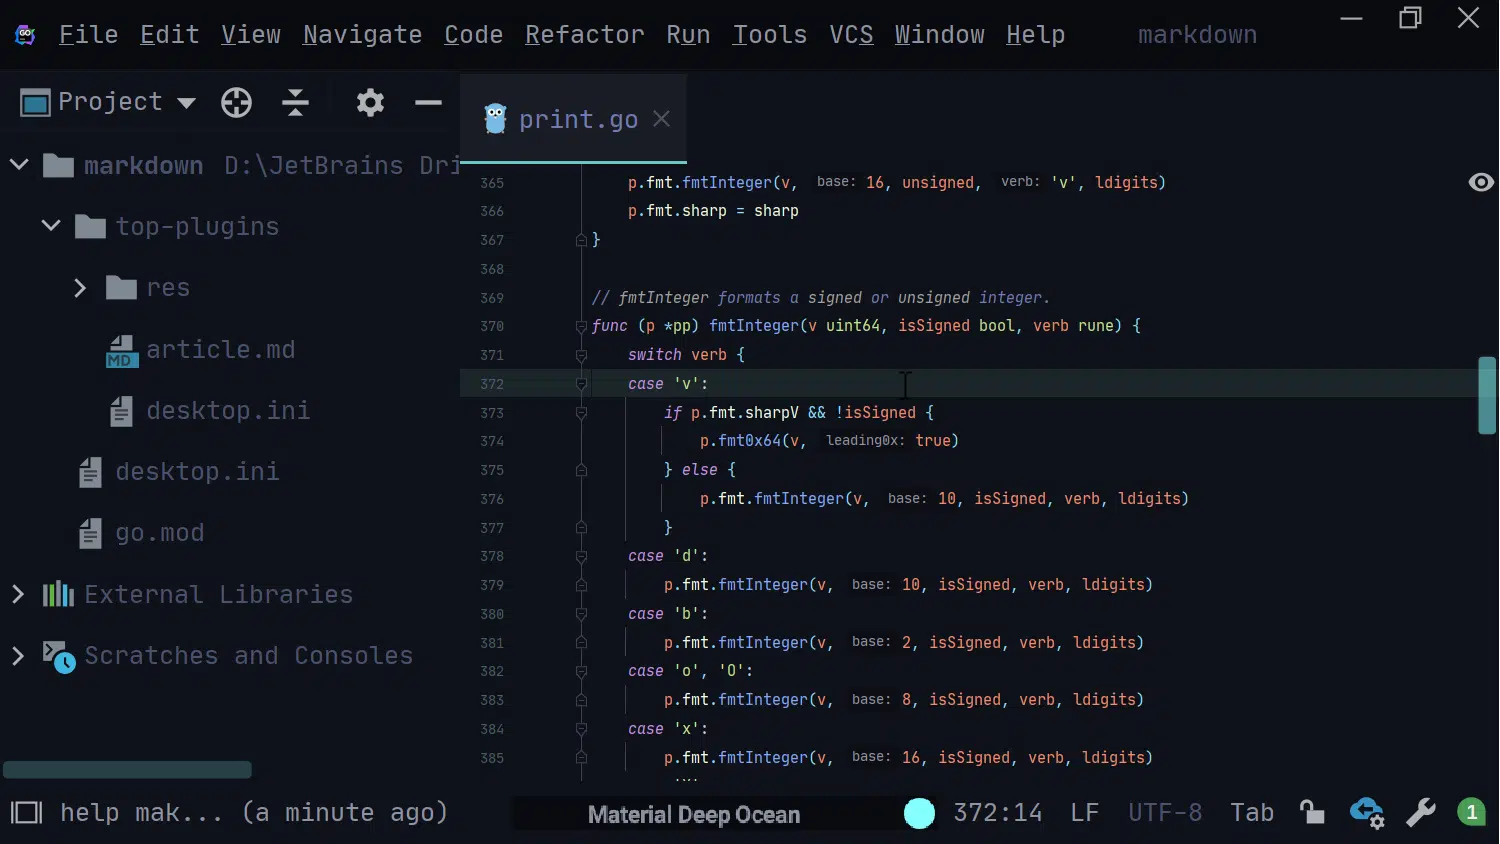 GO
File Edit View Navigate Code Refactor Run Tools VCS Window Help markdown
Project
print.go
markdown D:\JetBrains Dri
top-plugins
res
MD
article.md
desktop.ini
desktop.ini
go.mod
External Libraries
Scratches and Consoles
365 p.fmt.fmtInteger(v, base: 16, unsigned, verb: 'v', ldigits)
366 p.fmt.sharp = sharp
367 }
368
369 // fmtInteger formats a signed or unsigned integer.
370 func (p *pp) fmtInteger(v uint64, isSigned bool, verb rune) {
371 switch verb {
372 case 'v':
373 if p.fmt.sharpV && !isSigned {
374 p.fmt0x64(v, leading0x: true)
375 } else {
376 p.fmt.fmtInteger(v, base: 10, isSigned, verb, ldigits)
377 }
378 case 'd':
379 p.fmt.fmtInteger(v, base: 10, isSigned, verb, ldigits)
380 case 'b':
381 p.fmt.fmtInteger(v, base: 2, isSigned, verb, ldigits)
382 case 'o', 'O':
383 p.fmt.fmtInteger(v, base: 8, isSigned, verb, ldigits)
384 case 'x':
385 p.fmt.fmtInteger(v, base: 16, isSigned, verb, ldigits)
help mak... (a minute ago) Material Deep Ocean 372:14 LF UTF-8 Tab 1